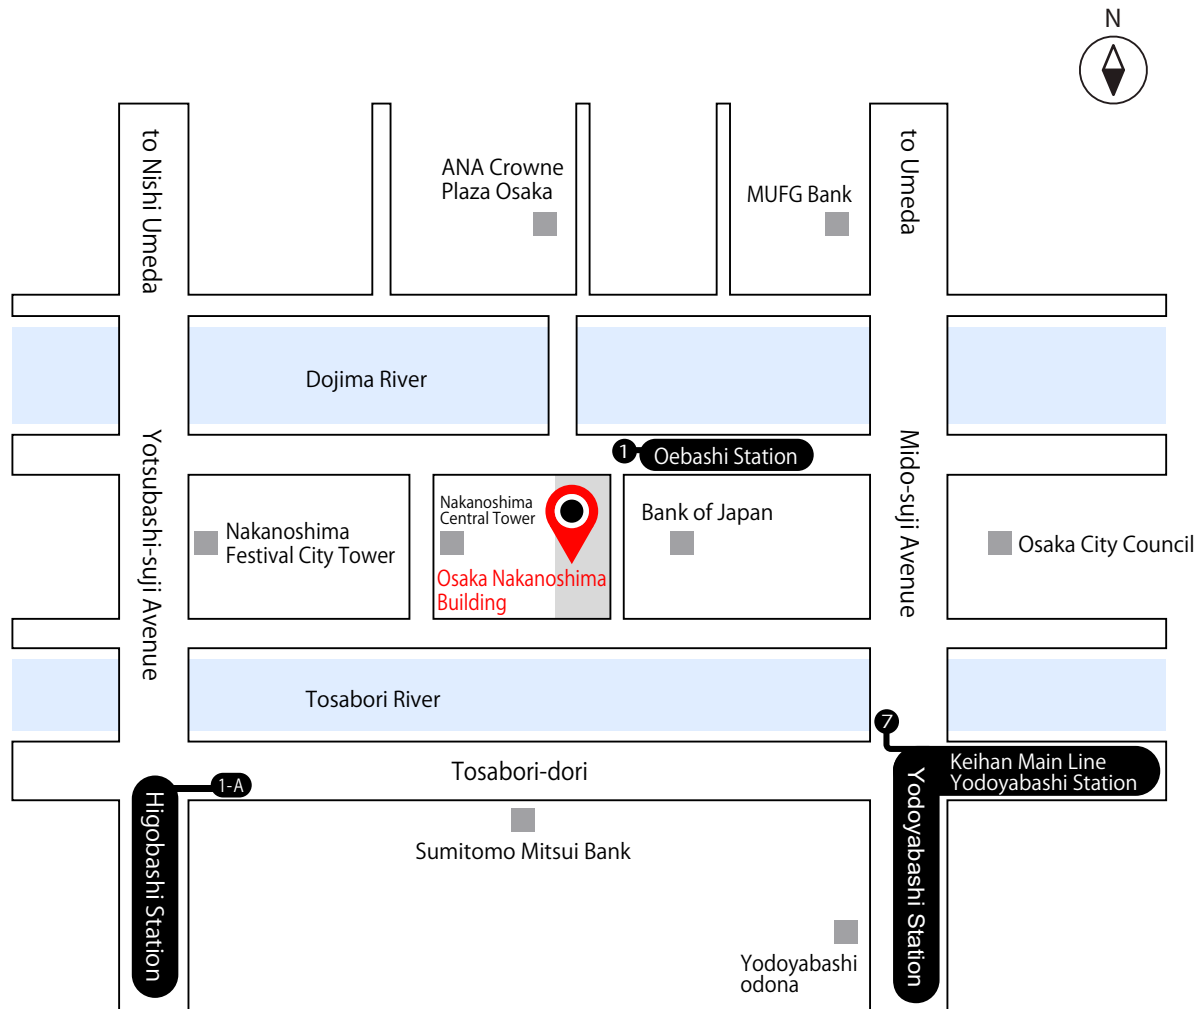 N
to Nishi Umeda
ANA Crowne
Plaza Osaka
MUFG Bank
to Umeda
Dojima River
Yotsubashi-suji Avenue
1
Oebashi Station
Mido-suji Avenue
Nakanoshima
Festival City Tower
Nakanoshima
Central Tower
Osaka Nakanoshima
Building
Bank of Japan
Osaka City Council
Tosabori River
7
Keihan Main Line
Yodoyabashi Station
Tosabori-dori
1-A
Higobashi Station
Sumitomo Mitsui Bank
Yodoyabashi Station
Yodoyabashi
odona